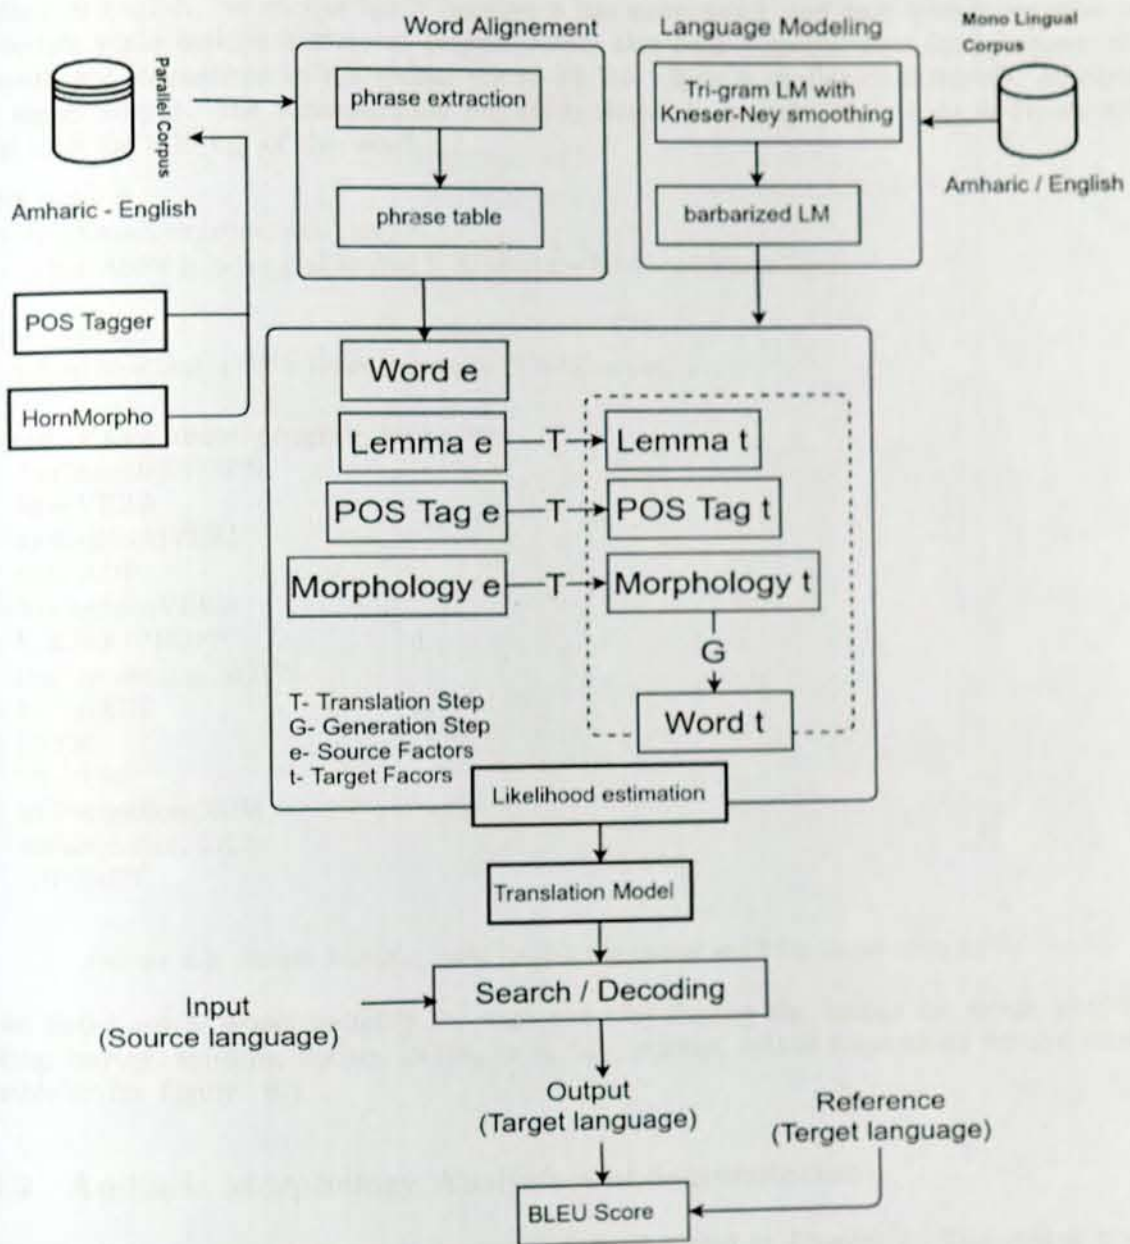 Word Alignement
Language Modeling
Mono Lingual
Corpus
Parallel Corpus
phrase extraction
Tri-gram LM with
Kneser-Ney smoothing
Amharic - English
phrase table
barbarized LM
Amharic / English
POS Tagger
HornMorpho
Word e
Lemma e
T
Lemma t
POS Tag e
T
POS Tag t
Morphology e
T
Morphology t
G
Word t
T- Translation Step
G- Generation Step
e- Source Factors
t- Target Facors
Likelihood estimation
Translation Model
Search / Decoding
Input
(Source language)
Output
(Target language)
Reference
(Terget language)
BLEU Score